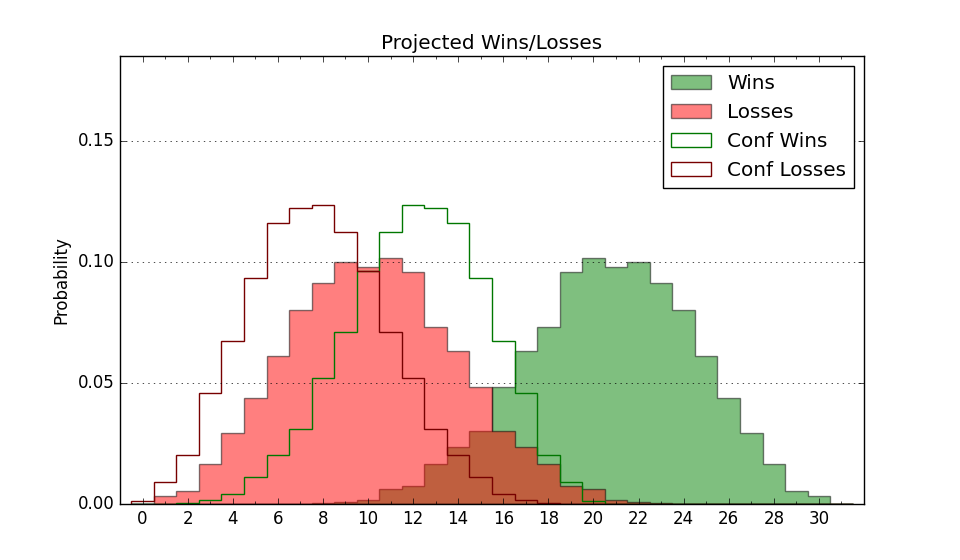 Projected Wins/Losses
Wins
Losses
Conf Wins
Conf Losses
Probability
0.15
0.10
0.05
0.00
0 2 4 6 8 10 12 14 16 18 20 22 24 26 28 30